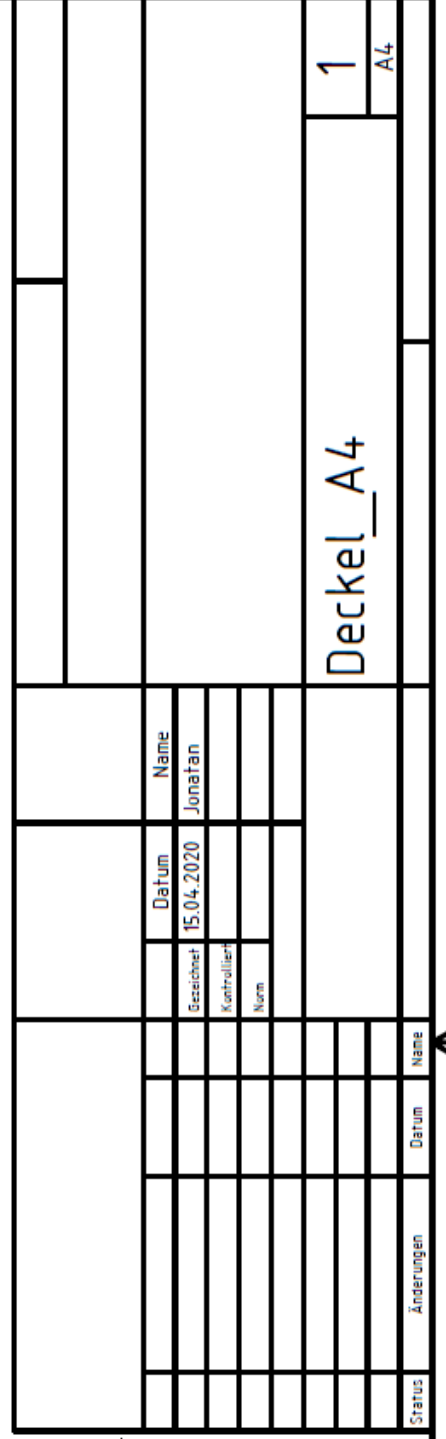 Datum Name
Gezeichnet 15.04.2020 Jonatan
Kontrolliert
Norm
Deckel_A4
1
A4
Status Änderungen Datum Name